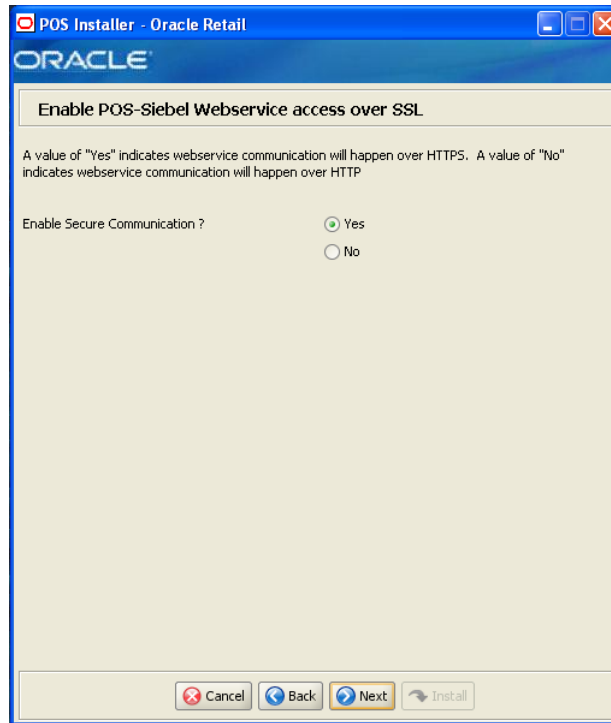 POS Installer - Oracle Retail
ORACLE
Enable POS-Siebel Webservice access over SSL
A value of "Yes" indicates webservice communication will happen over HTTPS. A value of "No"
indicates webservice communication will happen over HTTP
Enable Secure Communication ?
Yes
No
Cancel
Back
Next
Install